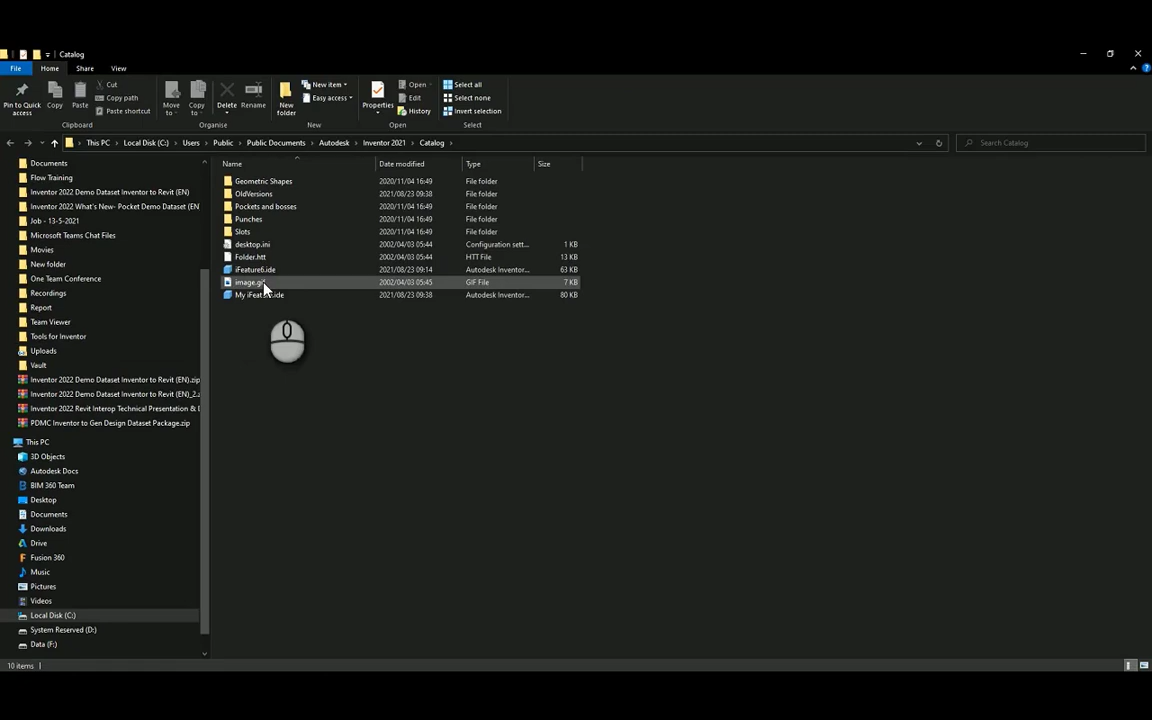 Catalog
File Home Share View
Pin to Quick access
Copy
Paste
Cut
Copy path
Paste shortcut
Clipboard
Move to
Copy to
Delete
Rename
Organise
New folder
New item
Easy access
New
Properties
Open
Edit
History
Open
Select all
Select none
Invert selection
Select
This PC > Local Disk (C:) > Users > Public > Public Documents > Autodesk > Inventor 2021 > Catalog >
Search Catalog
Documents
Flow Training
Inventor 2022 Demo Dataset Inventor to Revit (EN)
Inventor 2022 What's New- Pocket Demo Dataset (EN
Job - 13-5-2021
Microsoft Teams Chat Files
Movies
New folder
One Team Conference
Recordings
Report
Team Viewer
Tools for Inventor
Uploads
Vault
Inventor 2022 Demo Dataset Inventor to Revit (EN).zip
Inventor 2022 Demo Dataset Inventor to Revit (EN)_2.
Inventor 2022 Revit Interop Technical Presentation &
PDMC Inventor to Gen Design Dataset Package.zip
This PC
3D Objects
Autodesk Docs
BIM 360 Team
Desktop
Documents
Downloads
Drive
Fusion 360
Music
Pictures
Videos
Local Disk (C:)
System Reserved (D:)
Data (F:)
Name Date modified Type Size
Geometric Shapes 2020/11/04 16:49 File folder
OldVersions 2021/08/23 09:38 File folder
Pockets and bosses 2020/11/04 16:49 File folder
Punches 2020/11/04 16:49 File folder
Slots 2020/11/04 16:49 File folder
desktop.ini 2002/04/03 05:44 Configuration sett... 1 KB
Folder.htt 2002/04/03 05:44 HTT File 13 KB
iFeature6.ide 2021/08/23 09:14 Autodesk Inventor... 63 KB
image.gif 2002/04/03 05:45 GIF File 7 KB
My iFeature.ide 2021/08/23 09:38 Autodesk Inventor... 80 KB
10 items